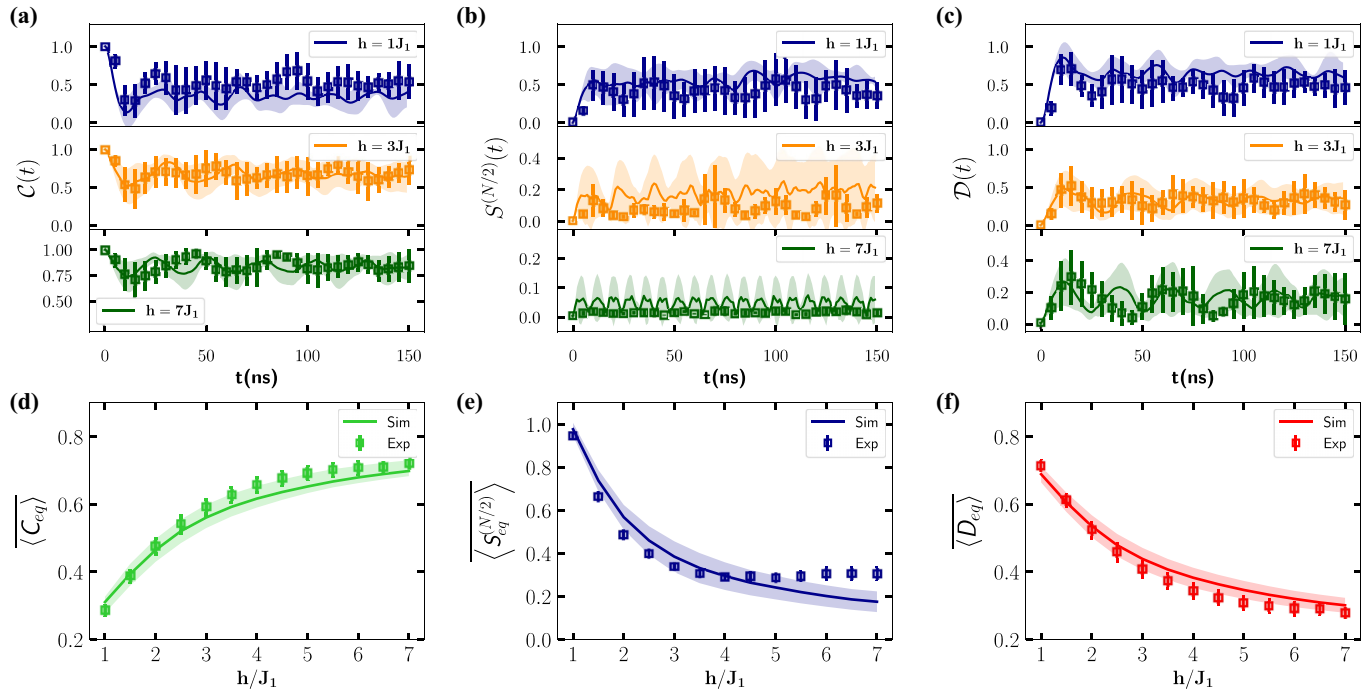 (a)
1.0
0.5
0.0
h = 1J₁
1.0
0.5
0.0
h = 3J₁
1.00
0.75
0.50
h = 7J₁
C(t)
0
50
100
150
t(ns)
(b)
1.0
0.5
0.0
h = 1J₁
0.4
0.2
0.0
h = 3J₁
0.2
0.1
0.0
h = 7J₁
S^(N/2)(t)
0
50
100
150
t(ns)
(c)
1.0
0.5
0.0
h = 1J₁
1.0
0.5
0.0
h = 3J₁
0.4
0.2
0.0
h = 7J₁
D(t)
0
50
100
150
t(ns)
(d)
0.8
0.6
0.4
0.2
⟨C_eq⟩
Sim
Exp
1
2
3
4
5
6
7
h/J₁
(e)
1.0
0.8
0.6
0.4
0.2
0.0
⟨S_eq^(N/2)⟩
Sim
Exp
1
2
3
4
5
6
7
h/J₁
(f)
0.8
0.6
0.4
0.2
⟨D_eq⟩
Sim
Exp
1
2
3
4
5
6
7
h/J₁